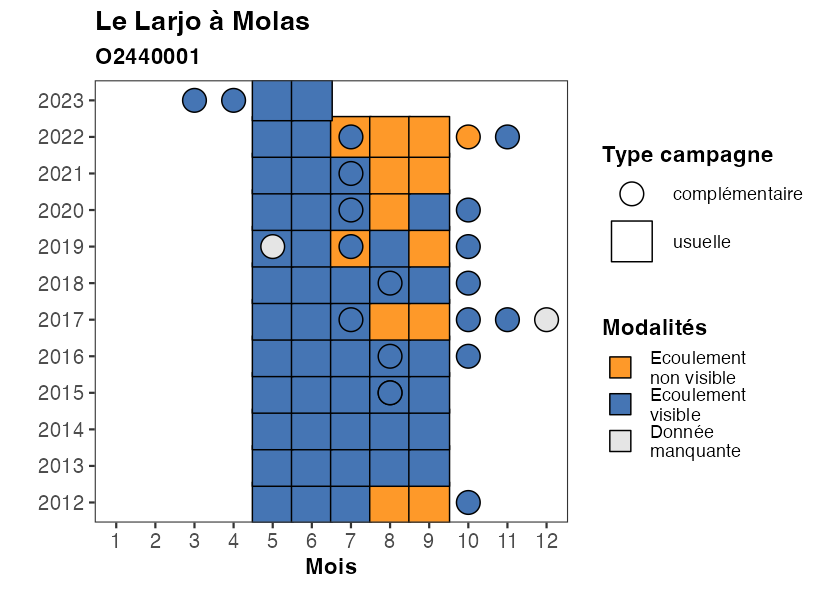 Le Larjo à Molas
O2440001
2023
2022
2021
2020
2019
2018
2017
2016
2015
2014
2013
2012
1 2 3 4 5 6 7 8 9 10 11 12
Mois
Type campagne
complémentaire
usuelle
Modalités
Ecoulement
non visible
Ecoulement
visible
Donnée
manquante